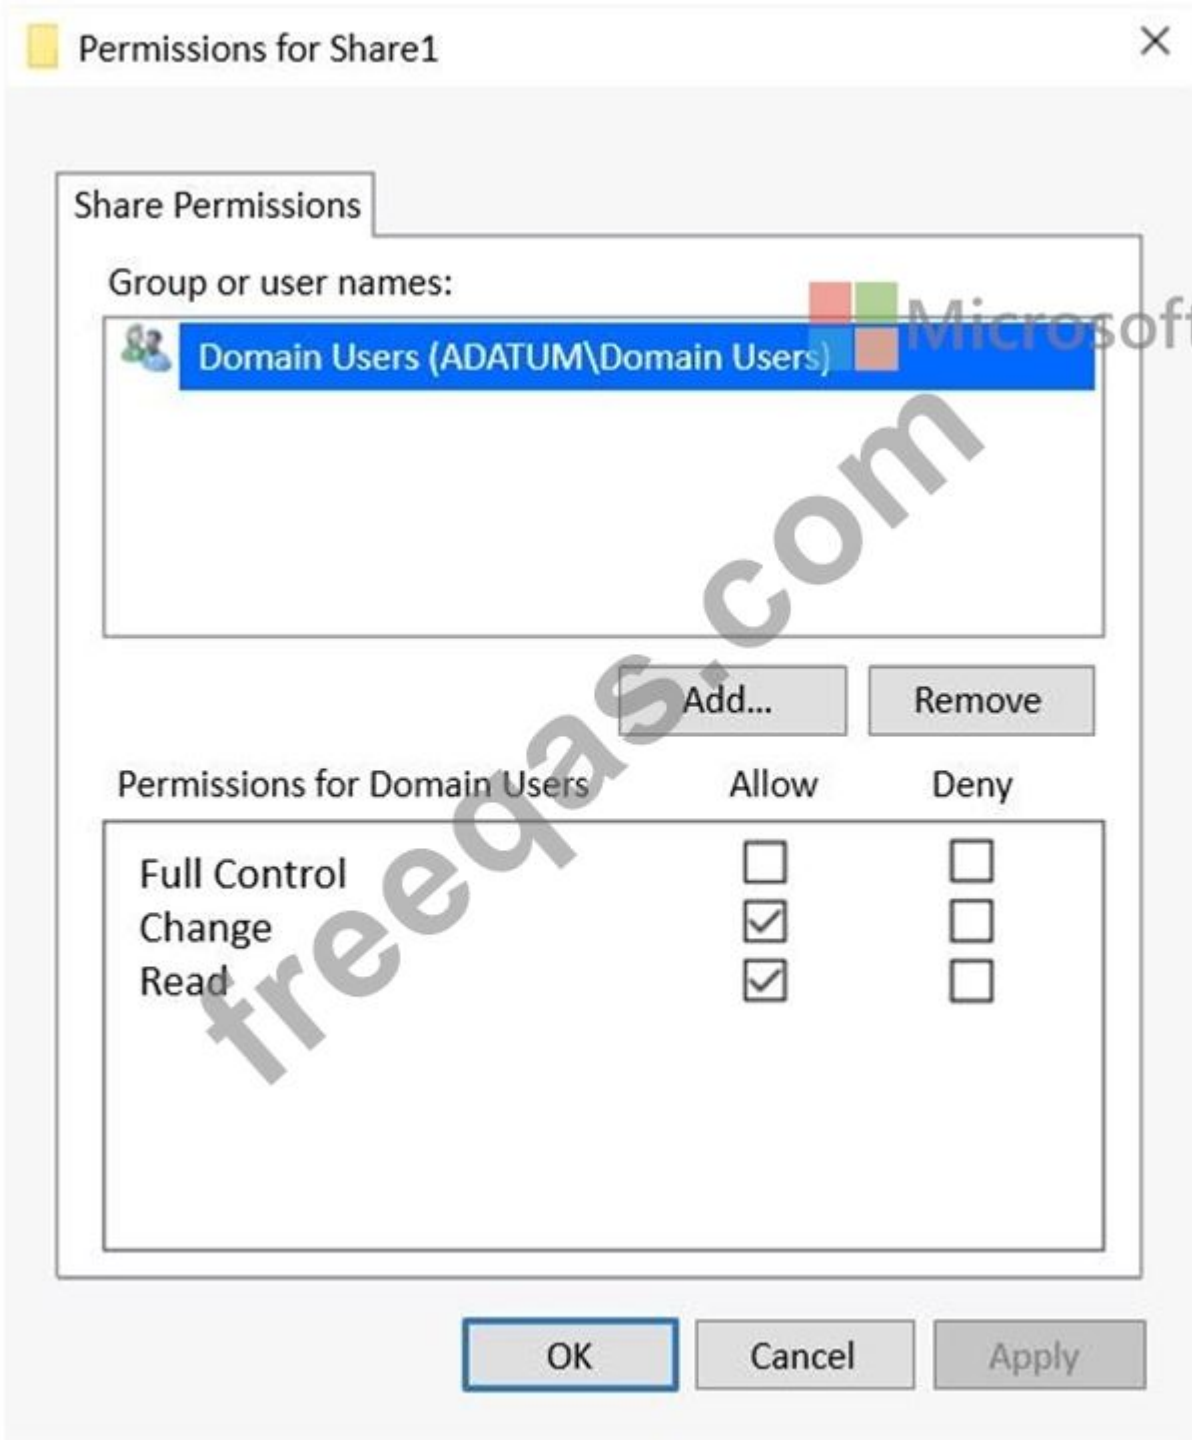 Permissions for Share1
Share Permissions
Group or user names:
Microsoft
Domain Users (ADATUM\Domain Users)
Add... Remove
Permissions for Domain Users Allow Deny
Full Control
Change
Read
OK Cancel Apply
freeqas.com